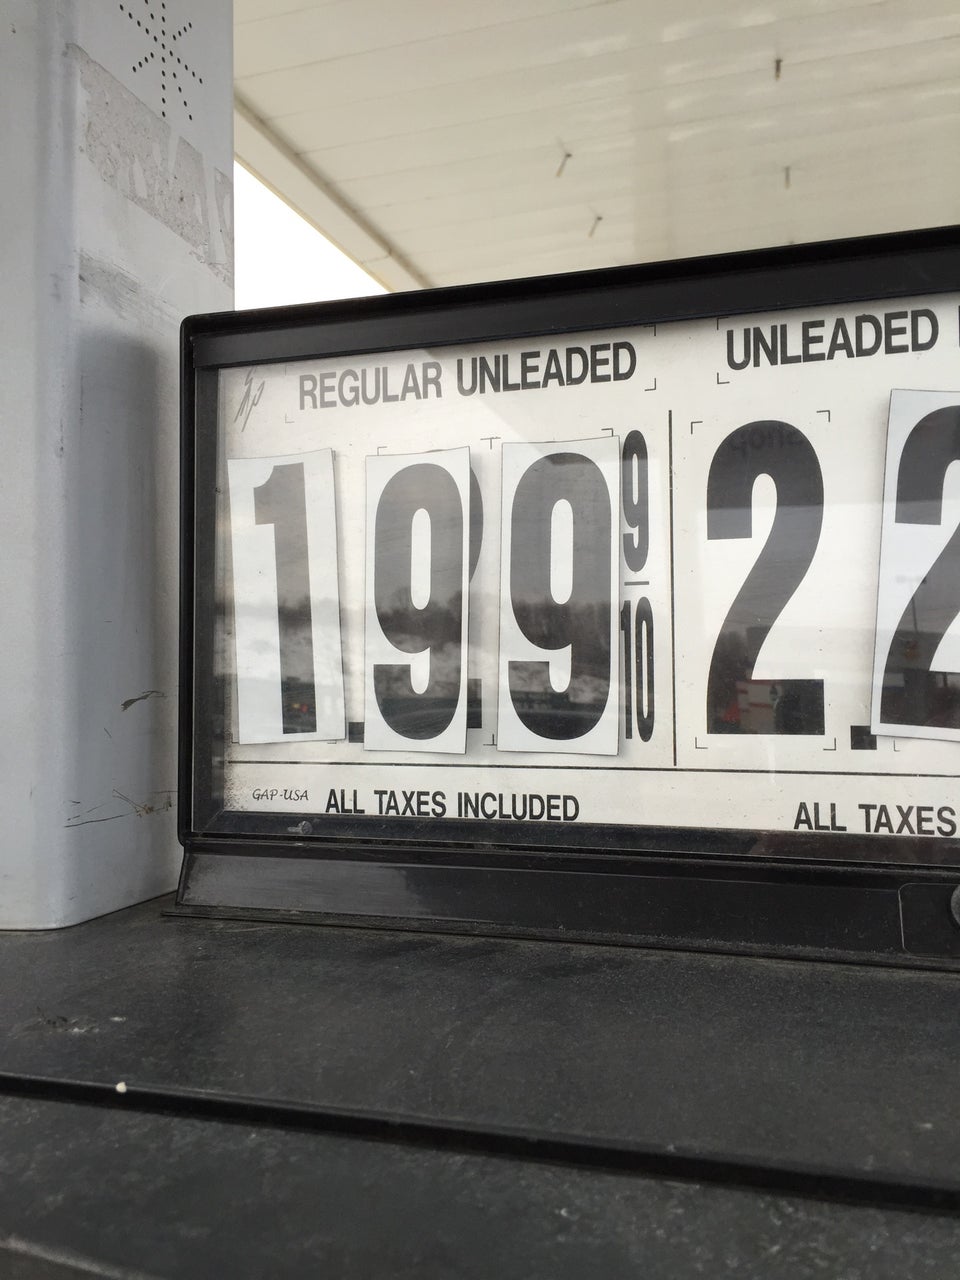 REGULAR UNLEADED
1.99 9/10
GAP-USA ALL TAXES INCLUDED
UNLEADED
2.2
ALL TAXES